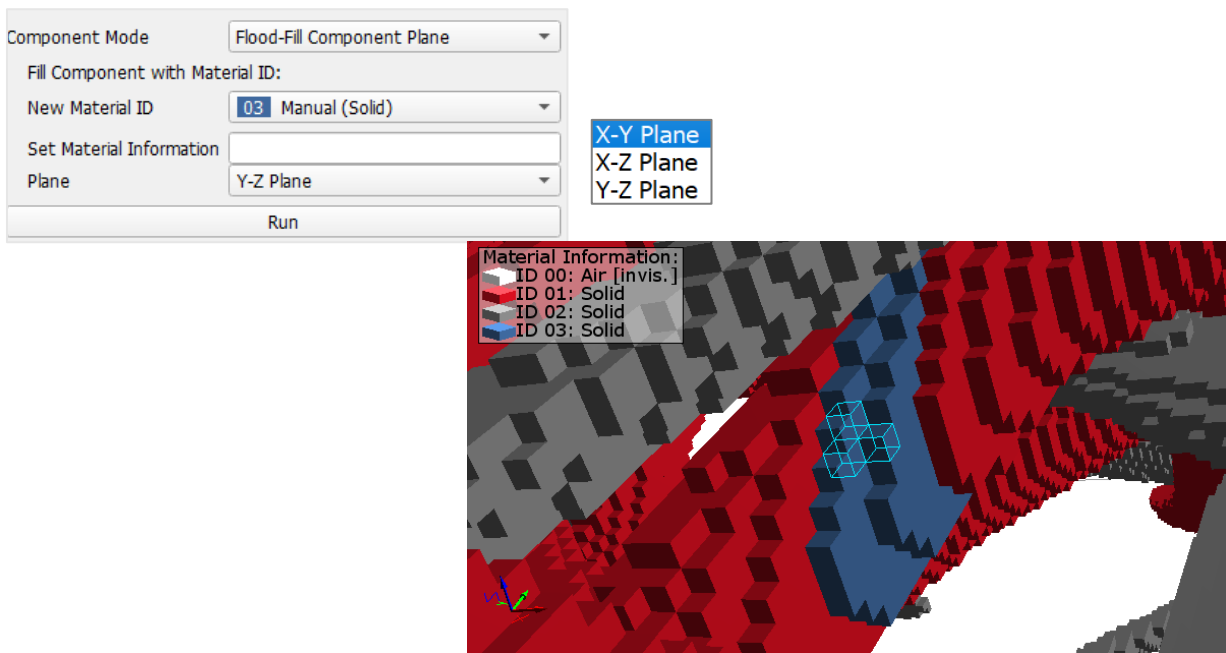 Component Mode Flood-Fill Component Plane
Fill Component with Material ID:
New Material ID 03 Manual (Solid)
Set Material Information
Plane Y-Z Plane
Run
X-Y Plane
X-Z Plane
Y-Z Plane
Material Information:
ID 00: Air [invis.]
ID 01: Solid
ID 02: Solid
ID 03: Solid